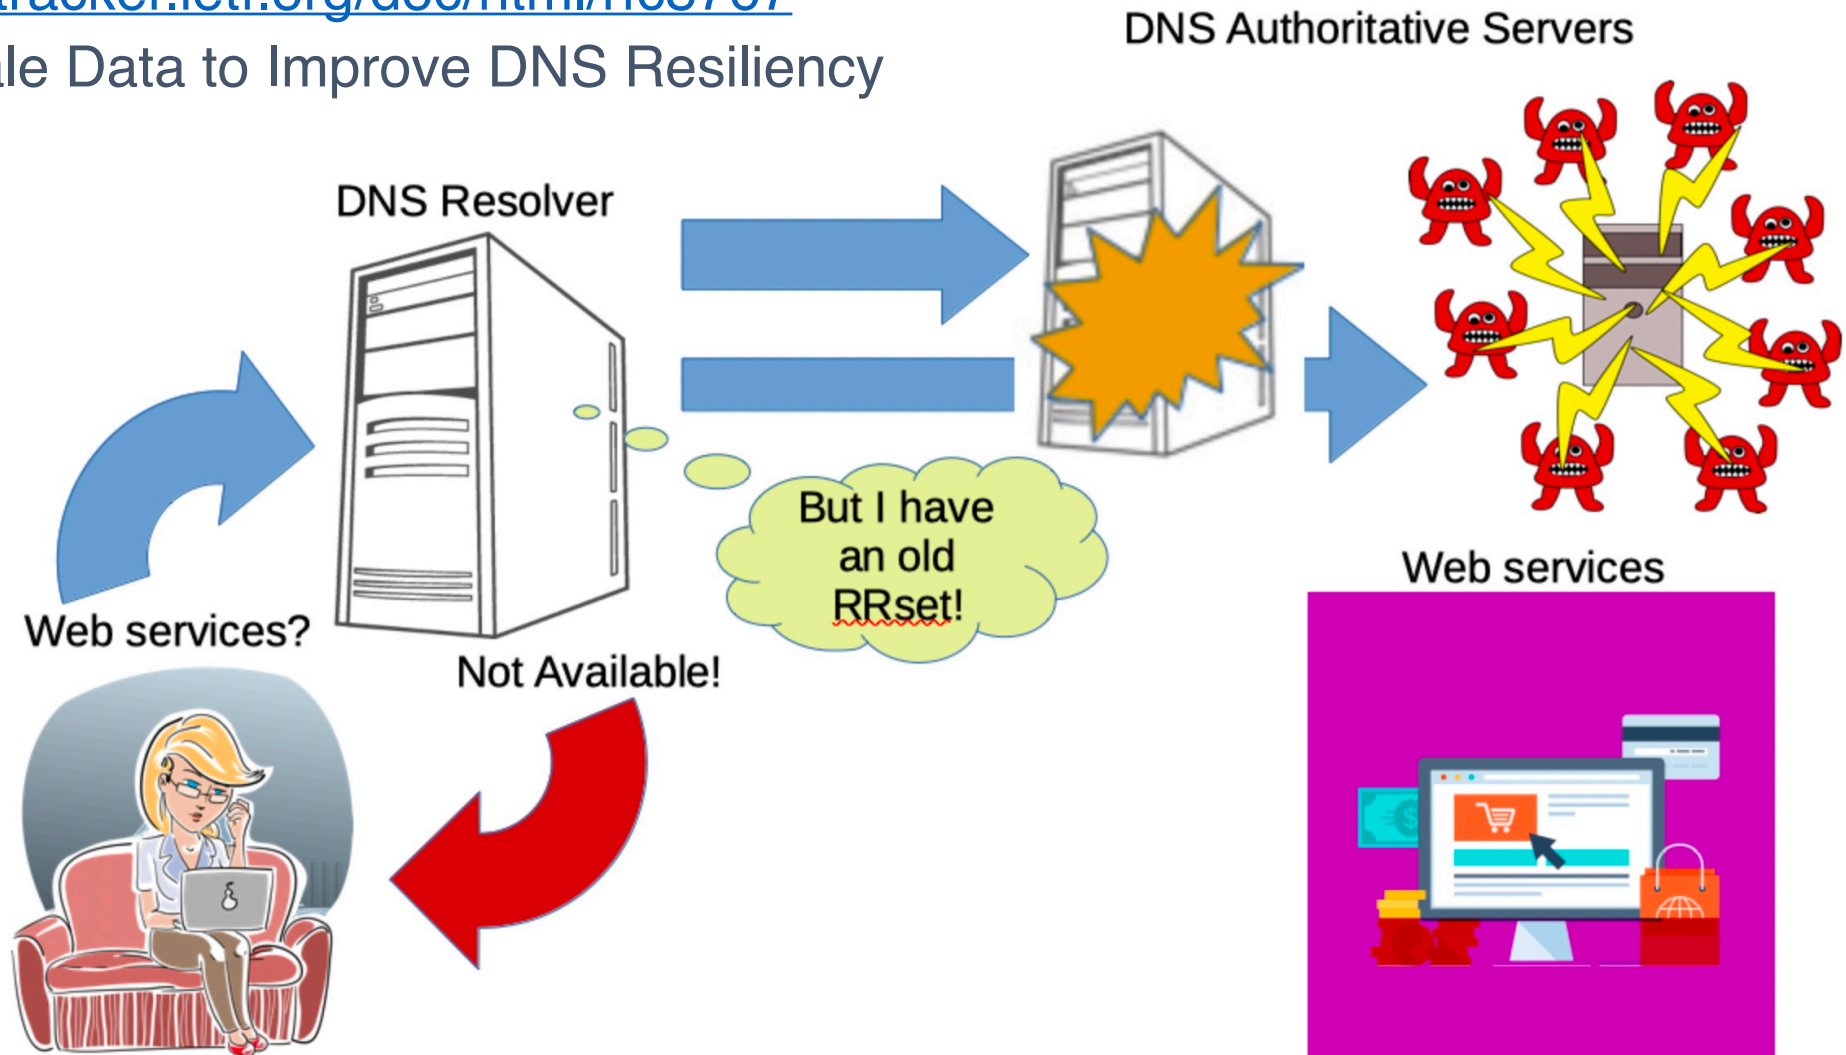 DNS Authoritative Servers
Data to Improve DNS Resiliency
DNS Resolver
But I have
an old
RRset!
Web services
Web services?
Not Available!
$